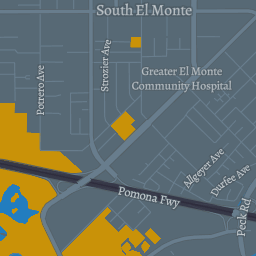 South El Monte
Strozier Ave
Potrero Ave
Greater El Monte
Community Hospital
Allgeyer Ave
Durfee Ave
Pomona Fwy
Peck Rd